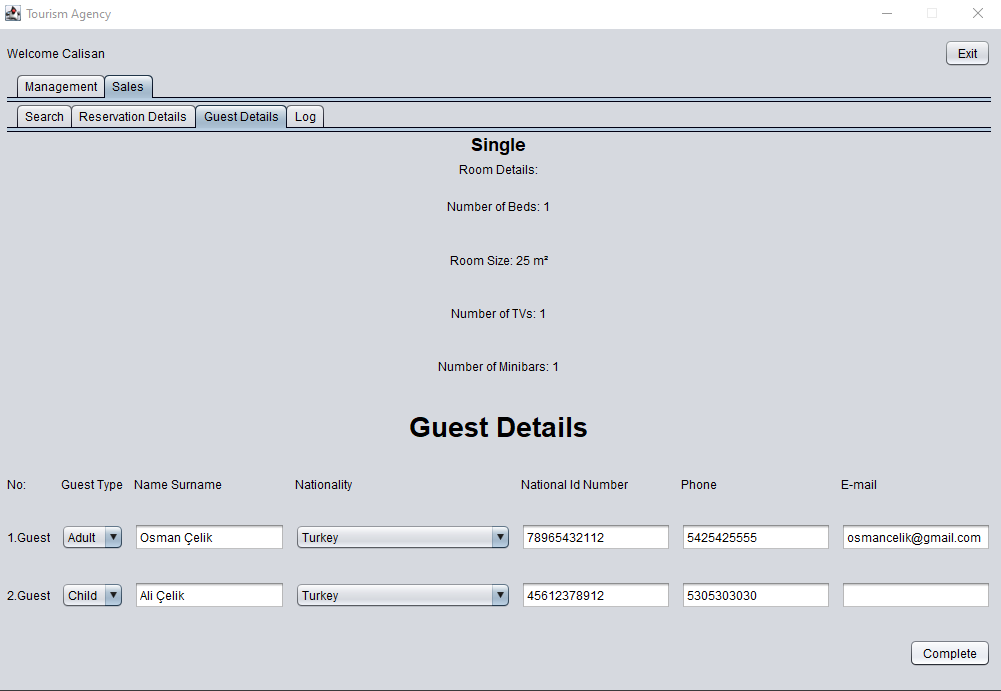 Tourism Agency
Welcome Calisan
Exit
Management Sales
Search Reservation Details Guest Details Log
Single
Room Details:
Number of Beds: 1
Room Size: 25 m²
Number of TVs: 1
Number of Minibars: 1
Guest Details
No: Guest Type Name Surname Nationality National Id Number Phone E-mail
1.Guest Adult Osman Çelik Turkey 78965432112 5425425555 osmancelik@gmail.com
2.Guest Child Ali Çelik Turkey 45612378912 5305303030
Complete